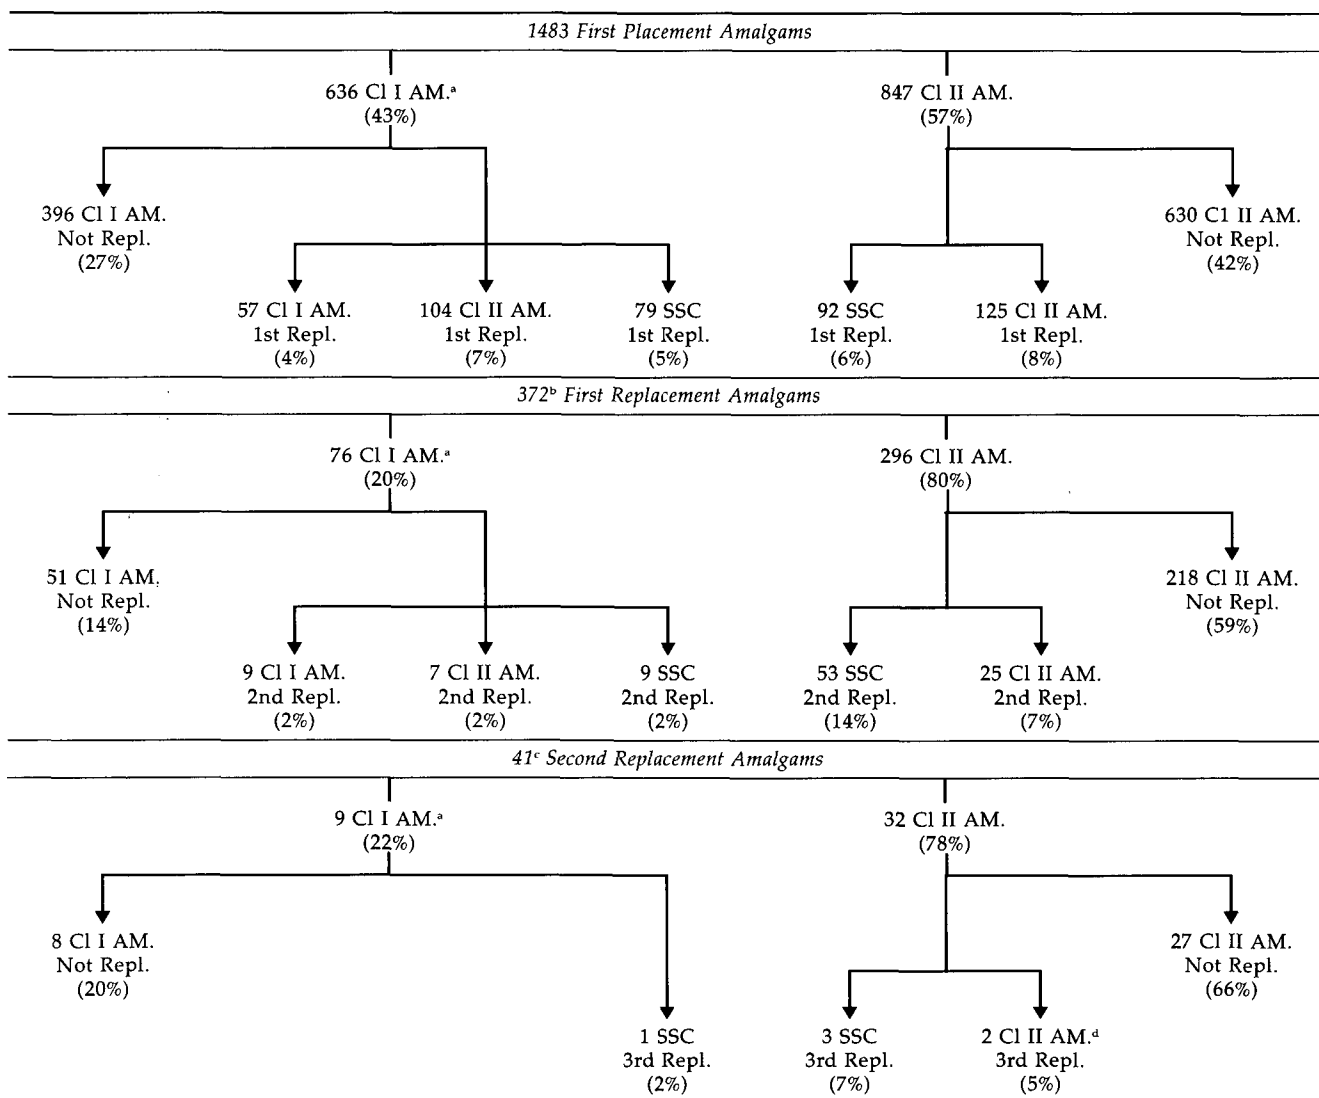 1483 First Placement Amalgams
636 Cl I AM.ᵃ
(43%)
847 Cl II AM.
(57%)
396 Cl I AM.
Not Repl.
(27%)
630 C1 II AM.
Not Repl.
(42%)
57 Cl I AM.
1st Repl.
(4%)
104 Cl II AM.
1st Repl.
(7%)
79 SSC
1st Repl.
(5%)
92 SSC
1st Repl.
(6%)
125 Cl II AM.
1st Repl.
(8%)
372ᵇ First Replacement Amalgams
76 Cl I AM.ᵃ
(20%)
296 Cl II AM.
(80%)
51 Cl I AM.
Not Repl.
(14%)
218 Cl II AM.
Not Repl.
(59%)
9 Cl I AM.
2nd Repl.
(2%)
7 Cl II AM.
2nd Repl.
(2%)
9 SSC
2nd Repl.
(2%)
53 SSC
2nd Repl.
(14%)
25 Cl II AM.
2nd Repl.
(7%)
41ᶜ Second Replacement Amalgams
9 Cl I AM.ᵃ
(22%)
32 Cl II AM.
(78%)
8 Cl I AM.
Not Repl.
(20%)
27 Cl II AM.
Not Repl.
(66%)
1 SSC
3rd Repl.
(2%)
3 SSC
3rd Repl.
(7%)
2 Cl II AM.ᵈ
3rd Repl.
(5%)